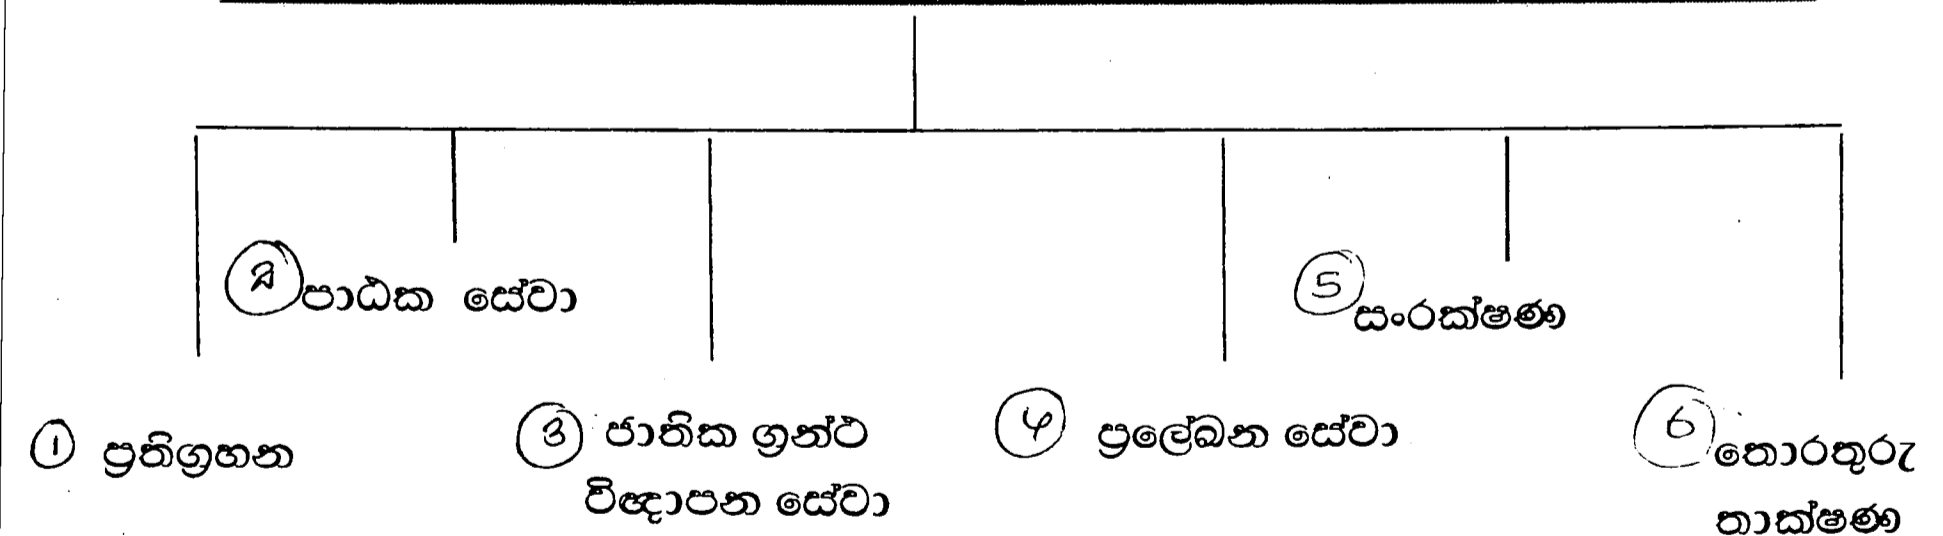 ② පාඨක සේවා
⑤ සංරක්ෂණ
① ප්‍රතිග්‍රහන
③ ජාතික ග්‍රන්ථ
විඥාපන සේවා
④ ප්‍රලේඛන සේවා
⑥ තොරතුරු
තාක්ෂණ